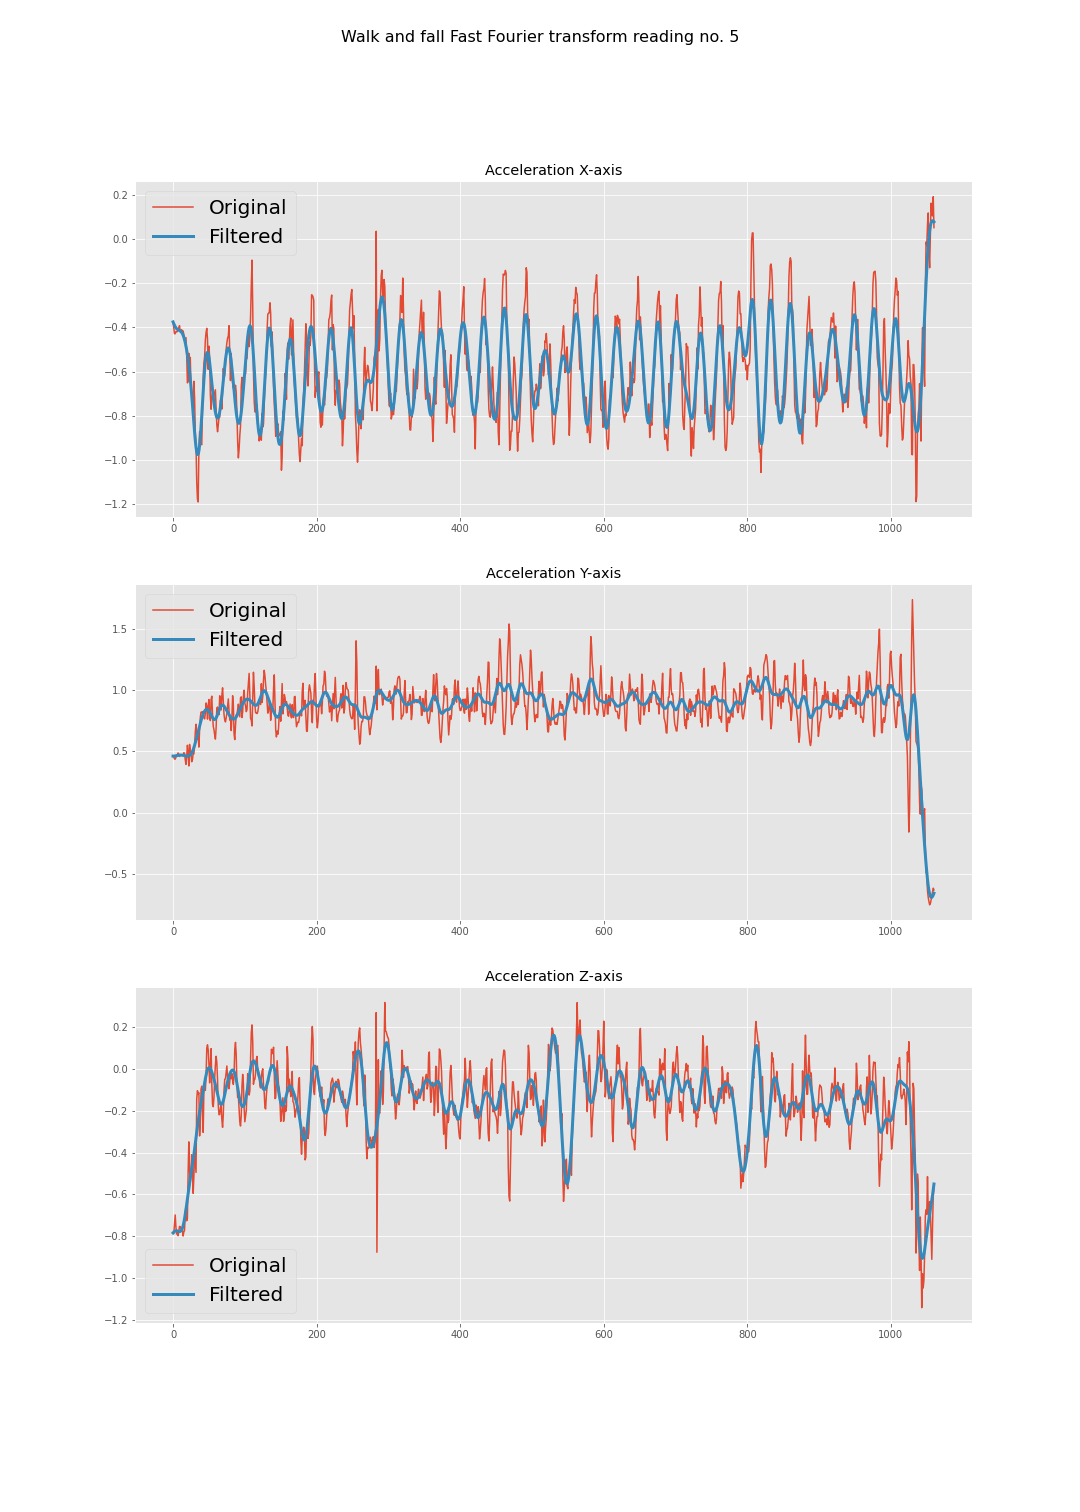 Walk and fall Fast Fourier transform reading no. 5
Acceleration X-axis
Original
Filtered
0.2
0.0
−0.2
−0.4
−0.6
−0.8
−1.0
−1.2
0 200 400 600 800 1000
Acceleration Y-axis
Original
Filtered
1.5
1.0
0.5
0.0
−0.5
0 200 400 600 800 1000
Acceleration Z-axis
0.2
0.0
−0.2
−0.4
−0.6
−0.8
−1.0
−1.2
Original
Filtered
0 200 400 600 800 1000